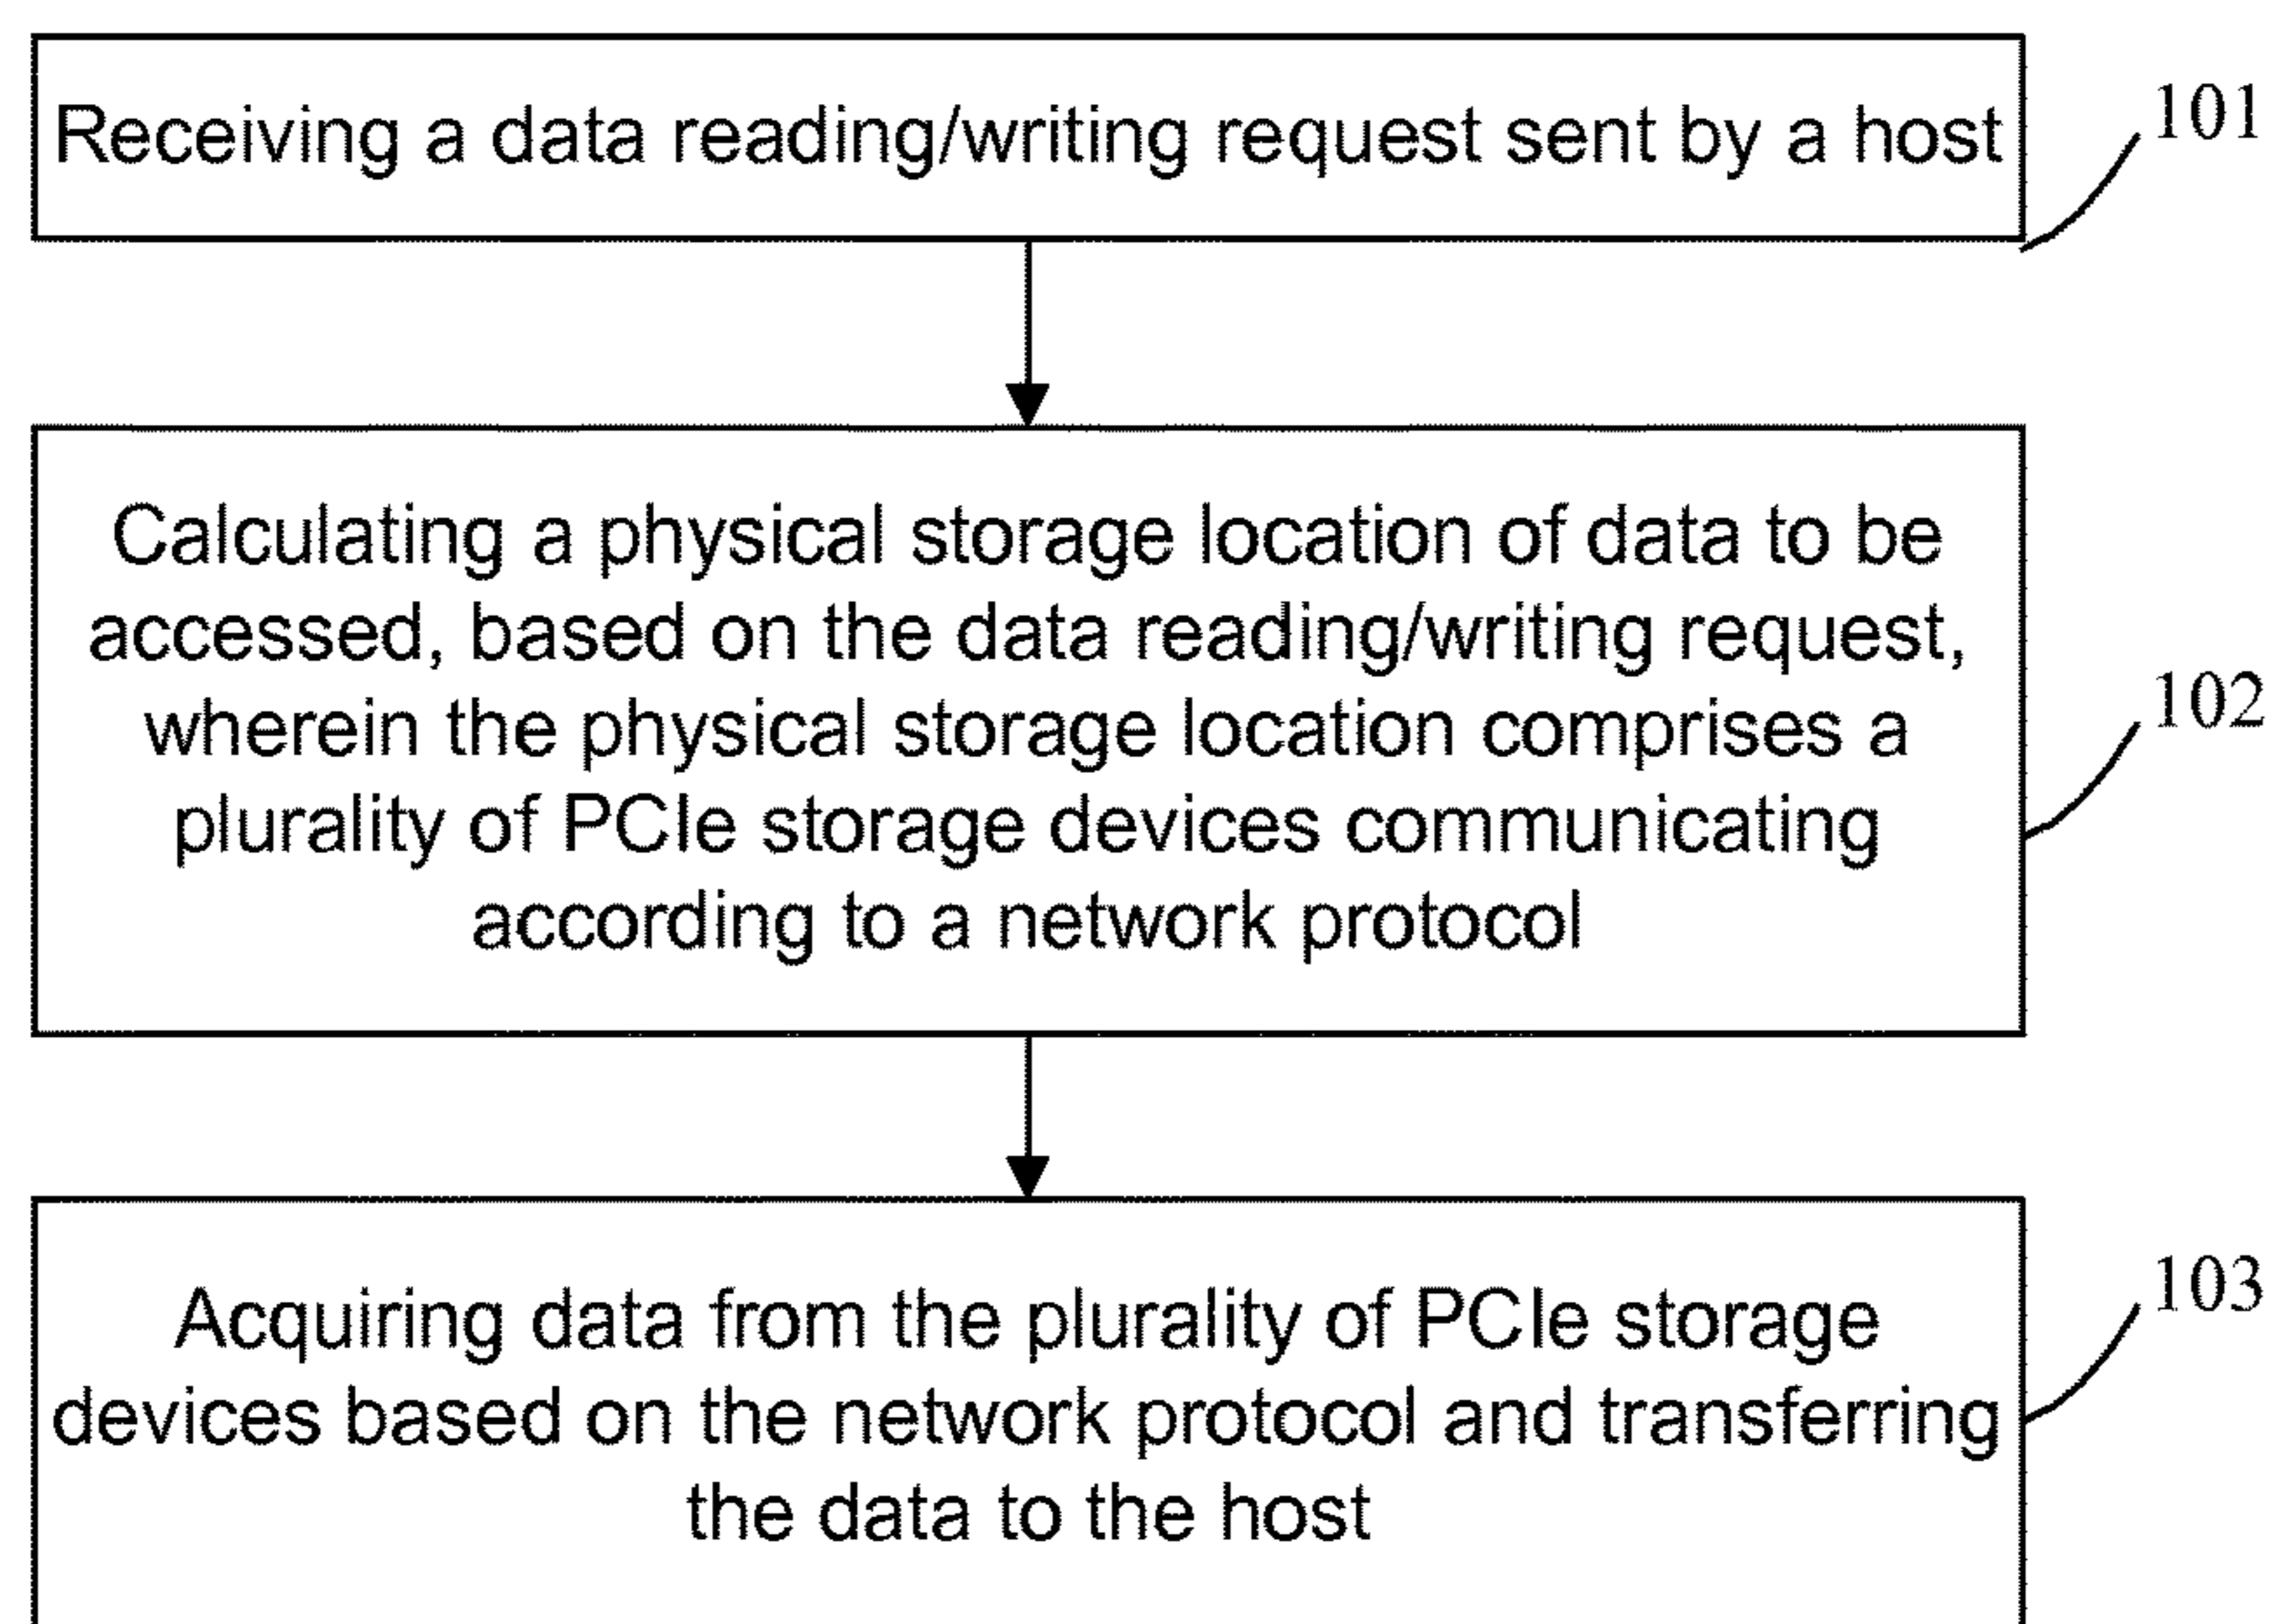 Receiving a data reading/writing request sent by a host
101
Calculating a physical storage location of data to be
accessed, based on the data reading/writing request,
wherein the physical storage location comprises a
plurality of PCIe storage devices communicating
according to a network protocol
102
Acquiring data from the plurality of PCIe storage
devices based on the network protocol and transferring
the data to the host
103